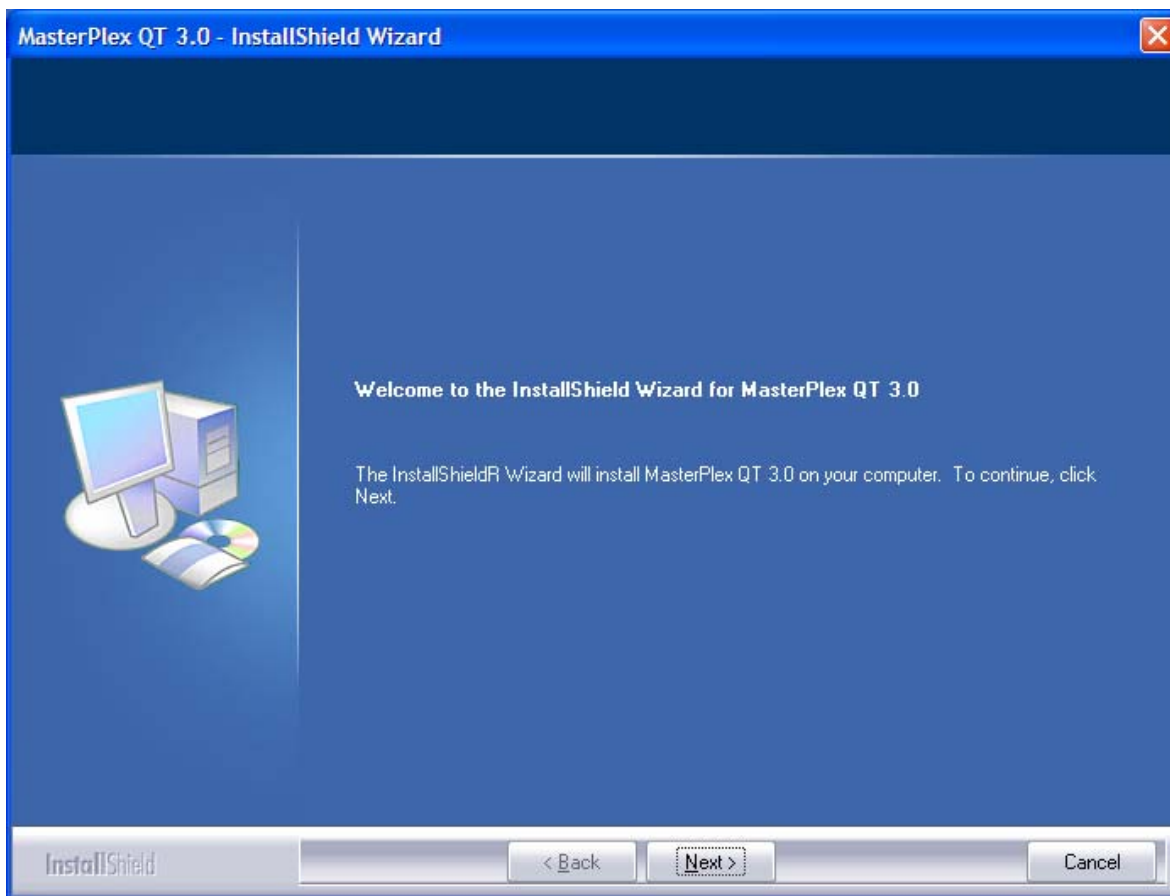 MasterPlex QT 3.0 - InstallShield Wizard
Welcome to the InstallShield Wizard for MasterPlex QT 3.0
The InstallShieldR Wizard will install MasterPlex QT 3.0 on your computer. To continue, click
Next.
InstallShield
< Back
Next >
Cancel